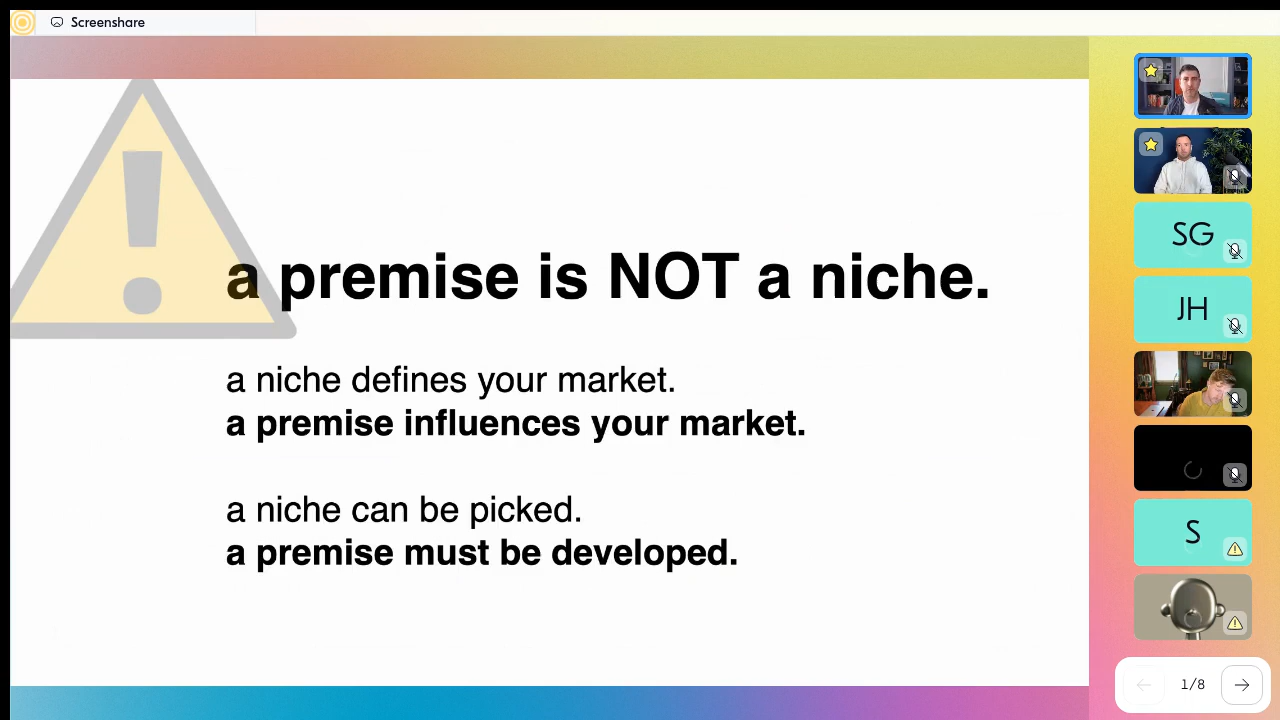 Screenshare
a premise is NOT a niche.
a niche defines your market.
a premise influences your market.
a niche can be picked.
a premise must be developed.
SG
JH
S
1/8